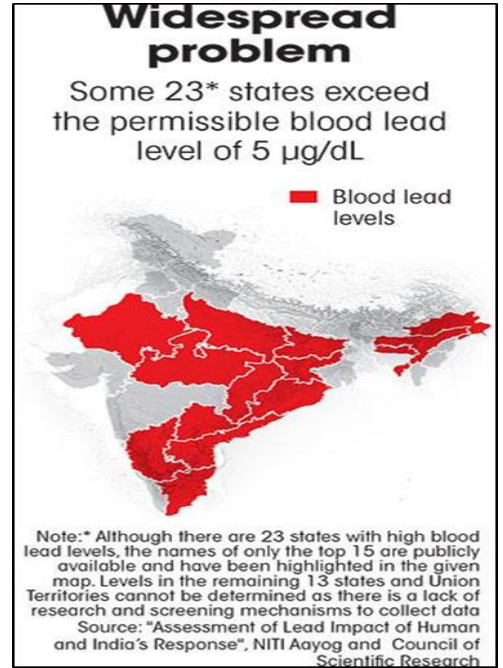 Widespread
problem
Some 23* states exceed
the permissible blood lead
level of 5 µg/dL
Blood lead
levels
Note:* Although there are 23 states with high blood
lead levels, the names of only the top 15 are publicly
available and have been highlighted in the given
map. Levels in the remaining 13 states and Union
Territories cannot be determined as there is a lack of
research and screening mechanisms to collect data
Source: "Assessment of Lead Impact of Human
and India's Response", NITI Aayog and Council of
Scientific Research